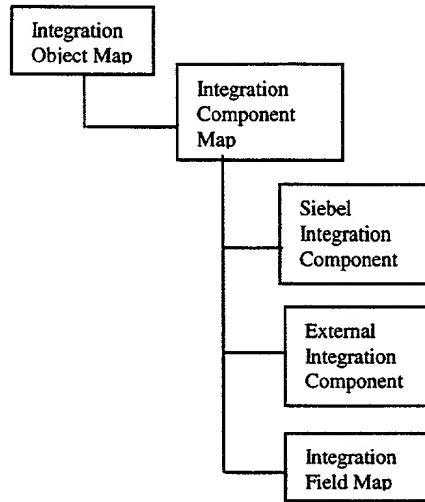 Integration
Object Map
Integration
Component
Map
Siebel
Integration
Component
External
Integration
Component
Integration
Field Map